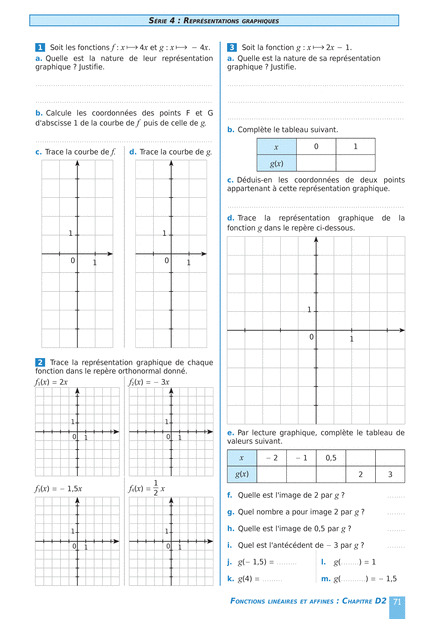 SÉRIE 4 : REPRÉSENTATIONS GRAPHIQUES
1 Soit les fonctions f : x ⟼ 4x et g : x ⟼ − 4x.
a. Quelle est la nature de leur représentation
graphique ? Justifie.
b. Calcule les coordonnées des points F et G
d'abscisse 1 de la courbe de f puis de celle de g.
c. Trace la courbe de f.
d. Trace la courbe de g.
1
0
1
1
0
1
2 Trace la représentation graphique de chaque
fonction dans le repère orthonormal donné.
f₁(x) = 2x
f₂(x) = − 3x
1
0
1
1
0
1
f₃(x) = − 1,5x
f₄(x) = 1/2 x
1
0
1
1
0
1
3 Soit la fonction g : x ⟼ 2x − 1.
a. Quelle est la nature de sa représentation
graphique ? Justifie.
b. Complète le tableau suivant.
x 0 1
g(x)
c. Déduis-en les coordonnées de deux points
appartenant à cette représentation graphique.
d. Trace la représentation graphique de la
fonction g dans le repère ci-dessous.
1
0
1
e. Par lecture graphique, complète le tableau de
valeurs suivant.
x − 2 − 1 0,5
g(x) 2 3
f. Quelle est l'image de 2 par g ? ........
g. Quel nombre a pour image 2 par g ? ........
h. Quelle est l'image de 0,5 par g ? ........
i. Quel est l'antécédent de − 3 par g ? ........
j. g(− 1,5) = .........
l. g(........) = 1
k. g(4) = .........
m. g(...........) = − 1,5
FONCTIONS LINÉAIRES ET AFFINES : CHAPITRE D2 71